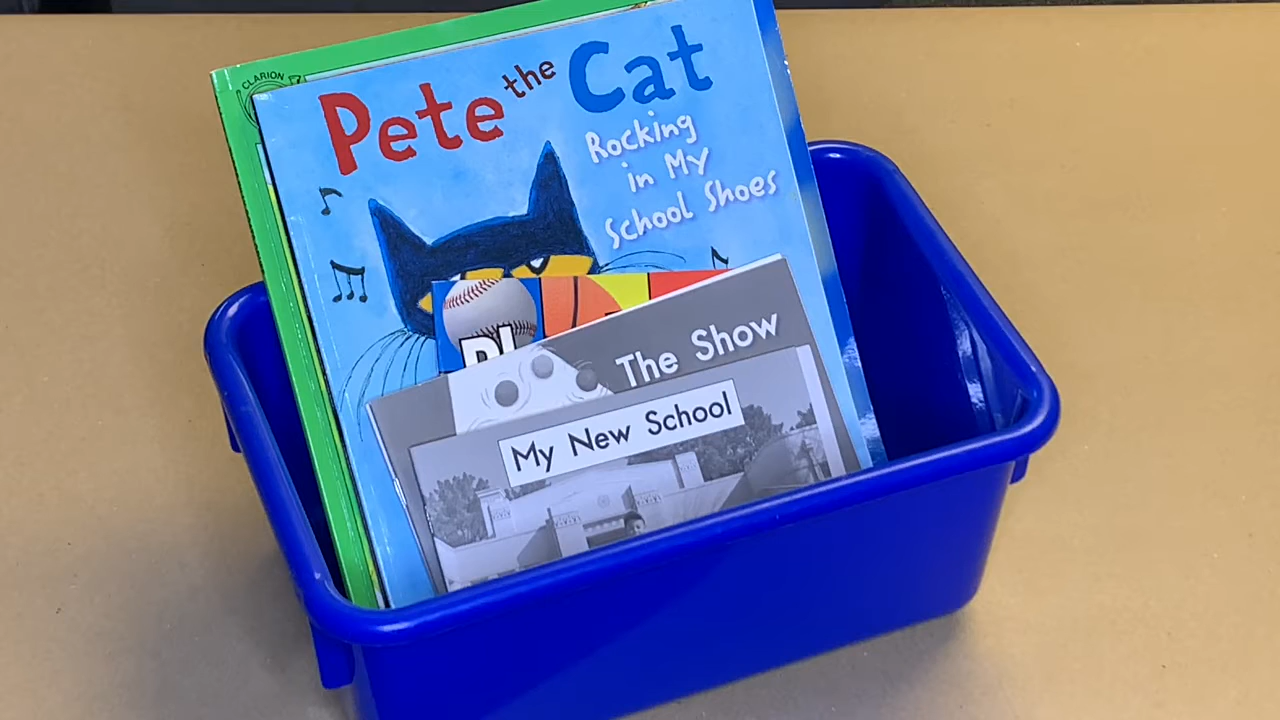 CLARION
Pete the Cat
Rocking
in My
School Shoes
The Show
My New School